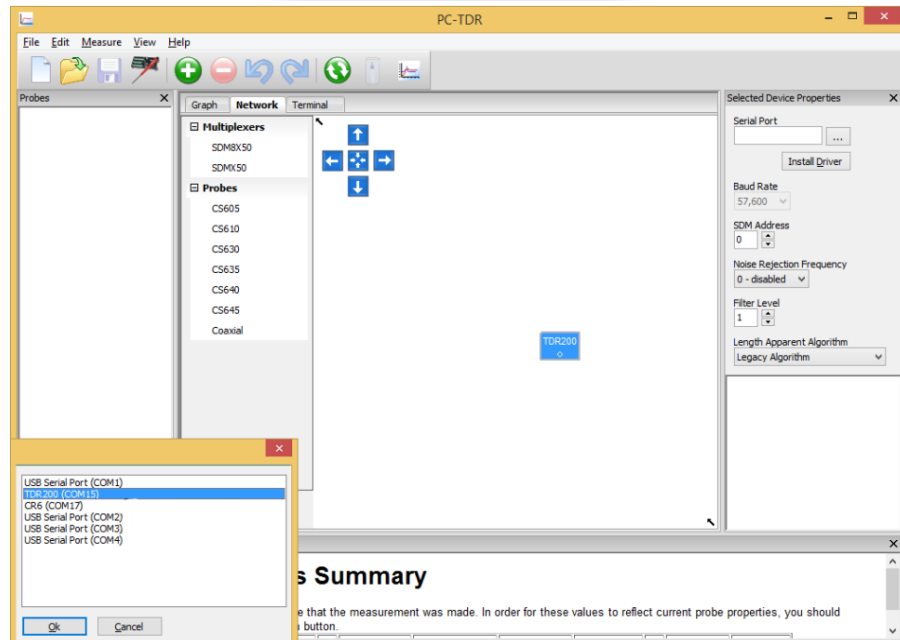 PC-TDR
File Edit Measure View Help
Probes
Graph Network Terminal
Multiplexers
SDM8X50
SDMX50
Probes
CS605
CS610
CS630
CS635
CS640
CS645
Coaxial
TDR200
Selected Device Properties
Serial Port
...
Install Driver
Baud Rate
57,600
SDM Address
0
Noise Rejection Frequency
0 - disabled
Filter Level
1
Length Apparent Algorithm
Legacy Algorithm
USB Serial Port (COM1)
TDR200 (COM15)
CR6 (COM17)
USB Serial Port (COM2)
USB Serial Port (COM3)
USB Serial Port (COM4)
Ok Cancel
s Summary
e that the measurement was made. In order for these values to reflect current probe properties, you should
button.